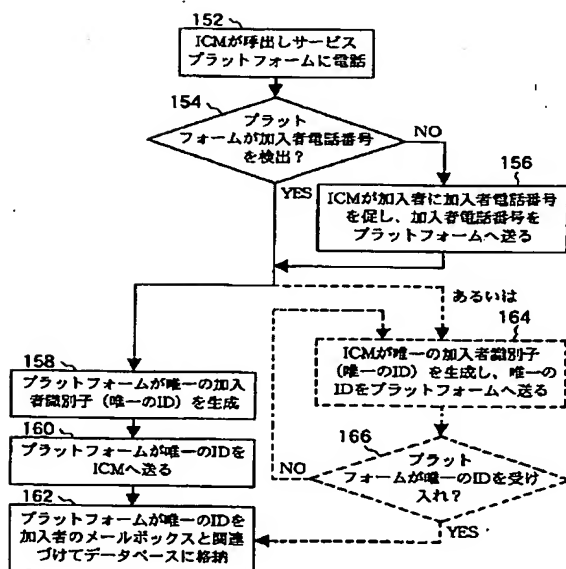 152
ICMが呼出しサービス
プラットフォームに電話
154
プラット
フォームが加入者電話番号
を検出？
NO
YES
156
ICMが加入者に加入者電話番号
を促し、加入者電話番号を
プラットフォームへ送る
あるいは
158
プラットフォームが唯一の加入
者識別子（唯一のID）を生成
164
ICMが唯一の加入者識別子
（唯一のID）を生成し、唯一の
IDをプラットフォームへ送る
160
プラットフォームが唯一のIDを
ICMへ送る
166
プラット
フォームが唯一のIDを受け
入れ？
NO
YES
162
プラットフォームが唯一のIDを
加入者のメールボックスと関連
づけてデータベースに格納